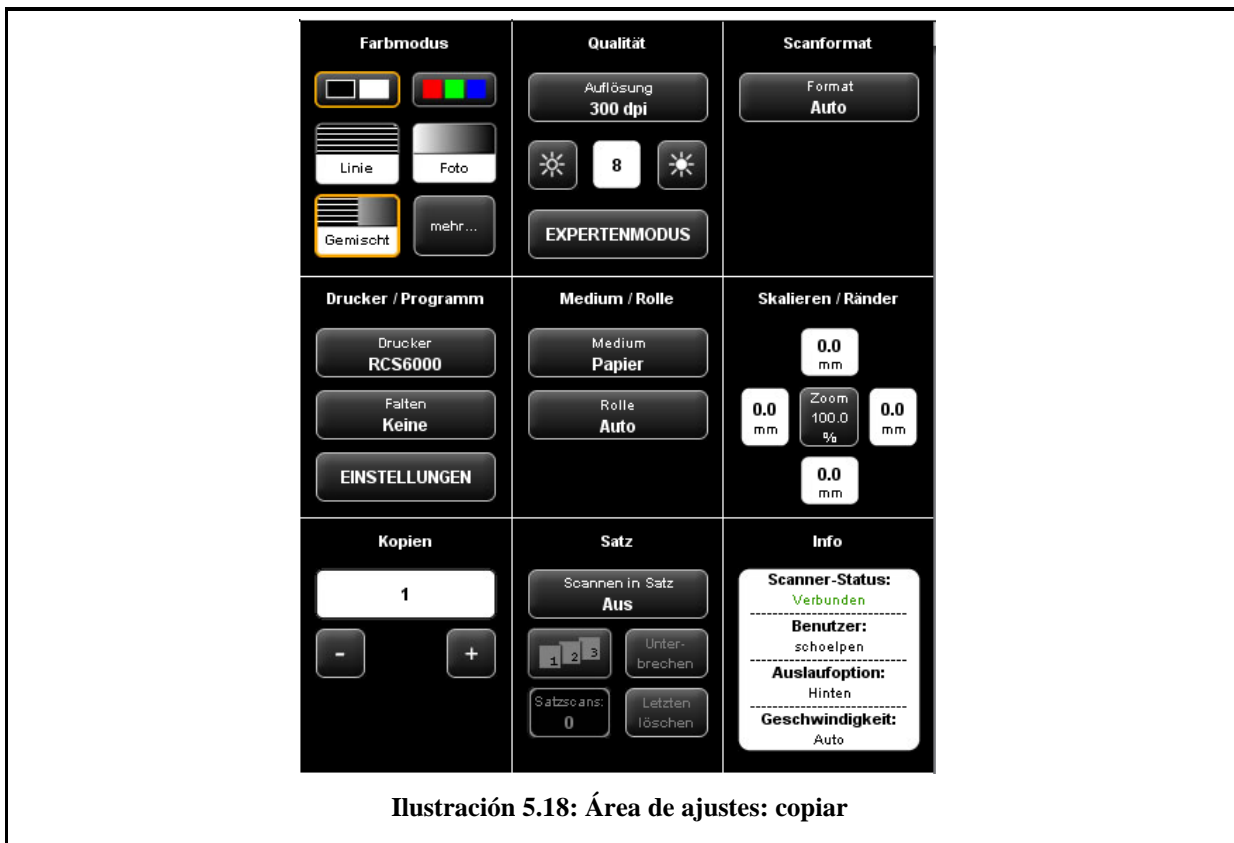 Farbmodus
Linie
Foto
Gemischt
mehr...
Qualität
Auflösung
300 dpi
8
EXPERTENMODUS
Scanformat
Format
Auto
Drucker / Programm
Drucker
RCS6000
Falten
Keine
EINSTELLUNGEN
Medium / Rolle
Medium
Papier
Rolle
Auto
Skalieren / Ränder
0.0
mm
0.0
mm
Zoom
100.0
%
0.0
mm
0.0
mm
Kopien
1
-
+
Satz
Scannen in Satz
Aus
1 2 3
Unter-
brechen
Satzscans:
0
Letzten
löschen
Info
Scanner-Status:
Verbunden
Benutzer:
schoelpen
Auslaufoption:
Hinten
Geschwindigkeit:
Auto
Ilustración 5.18: Área de ajustes: copiar